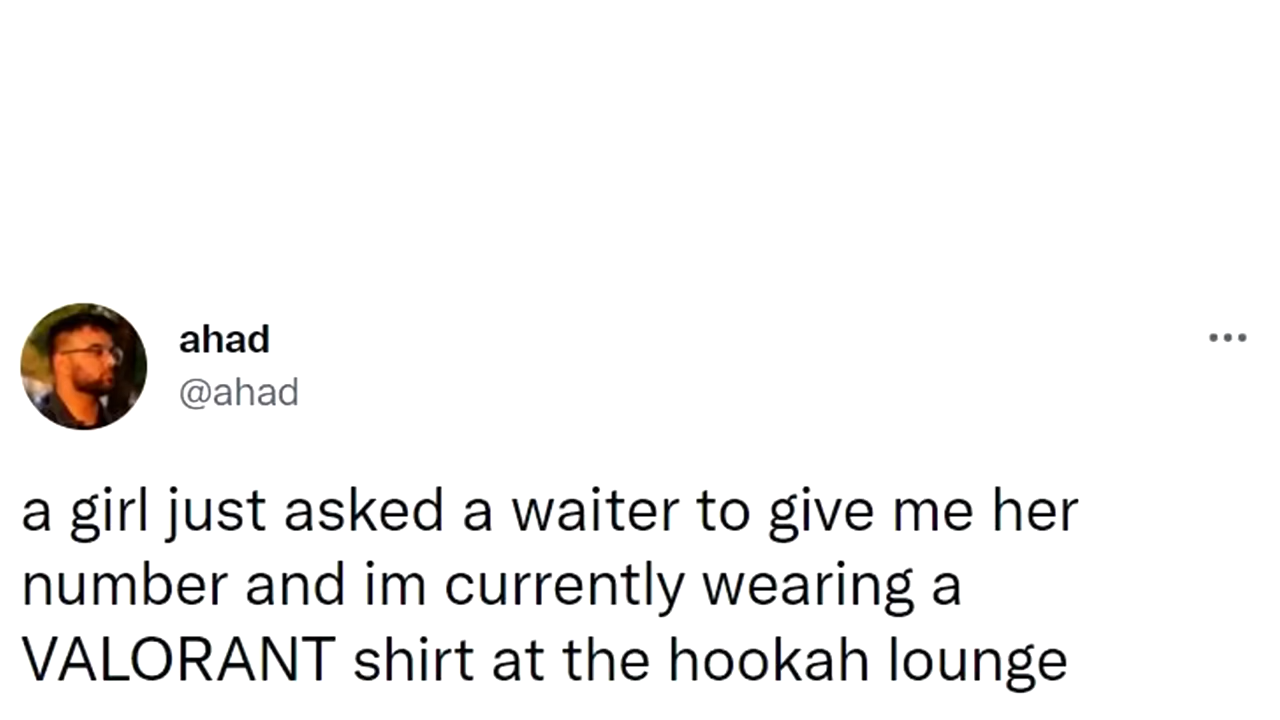 ahad
@ahad
a girl just asked a waiter to give me her
number and im currently wearing a
VALORANT shirt at the hookah lounge